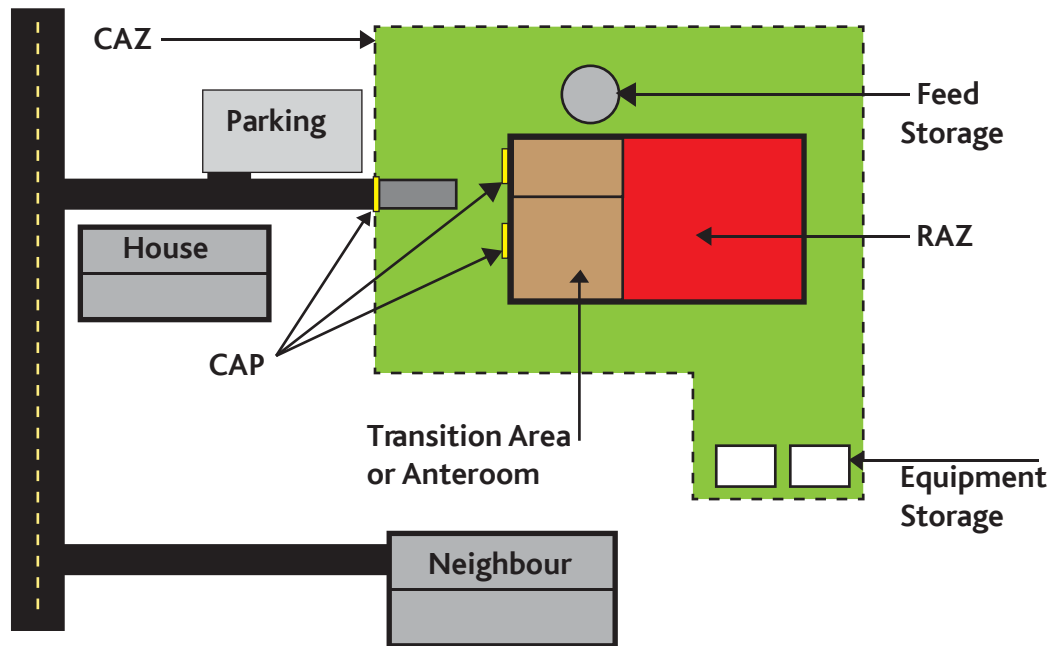 CAZ
Parking
Feed
Storage
House
RAZ
CAP
Transition Area
or Anteroom
Equipment
Storage
Neighbour